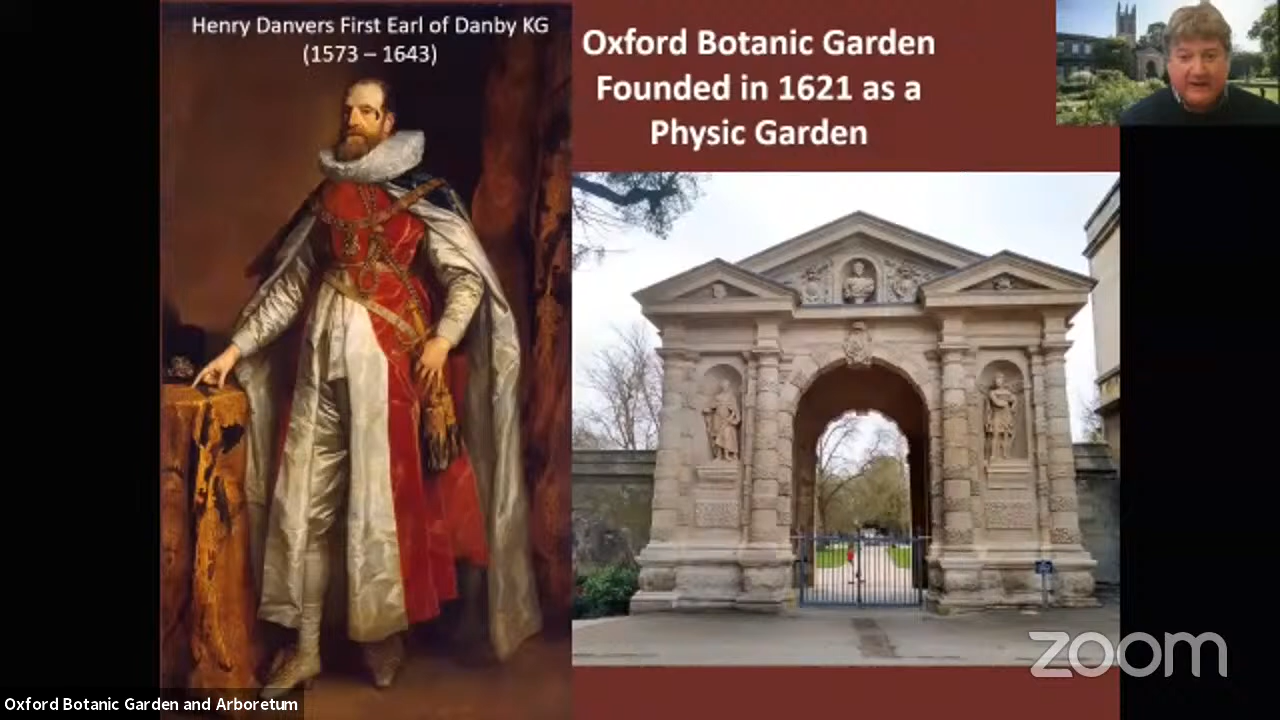 Henry Danvers First Earl of Danby KG
(1573 – 1643)
Oxford Botanic Garden
Founded in 1621 as a
Physic Garden
zoom
Oxford Botanic Garden and Arboretum